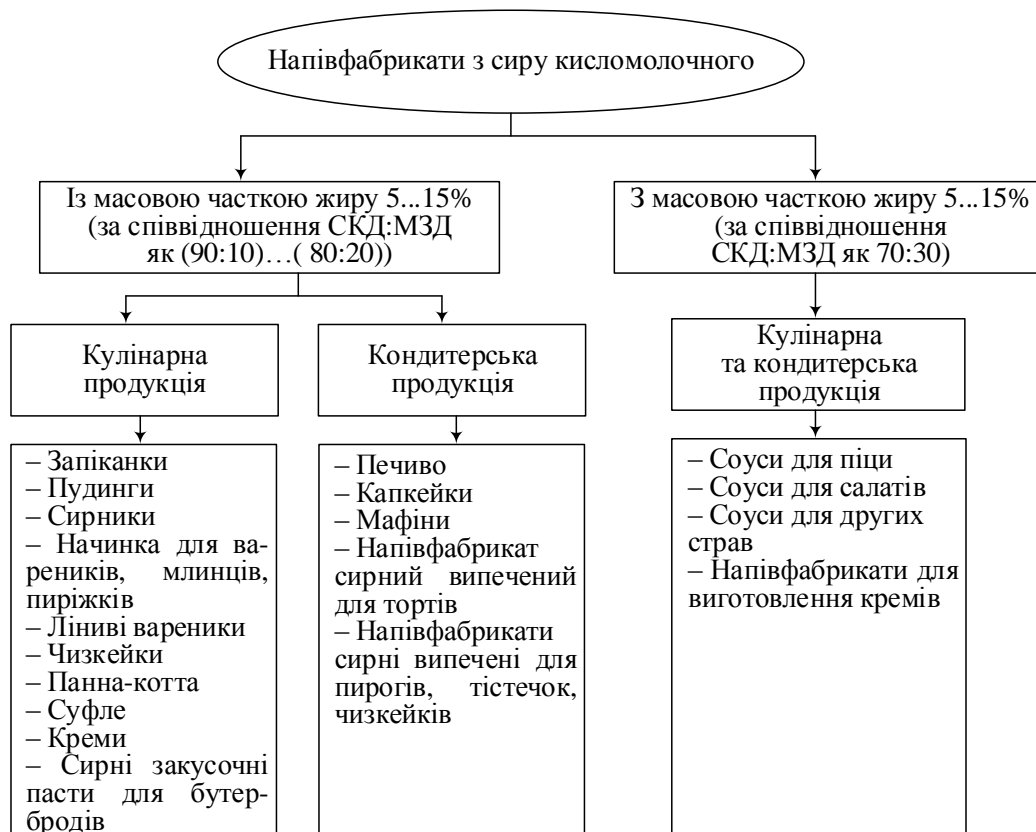 Напівфабрикати з сиру кисломолочного
Із масовою часткою жиру 5...15%
(за співвідношення СКД:МЗД
як (90:10)…( 80:20))
З масовою часткою жиру 5...15%
(за співвідношення
СКД:МЗД як 70:30)
Кулінарна
продукція
Кондитерська
продукція
Кулінарна
та кондитерська
продукція
– Запіканки
– Пудинги
– Сирники
– Начинка для ва-
реників, млинців,
пиріжків
– Ліниві вареники
– Чизкейки
– Панна-котта
– Суфле
– Креми
– Сирні закусочні
пасти для бутер-
бродів
– Печиво
– Капкейки
– Мафіни
– Напівфабрикат
сирний випечений
для тортів
– Напівфабрикати
сирні випечені для
пирогів, тістечок,
чизкейків
– Соуси для піци
– Соуси для салатів
– Соуси для других
страв
– Напівфабрикати для
виготовлення кремів